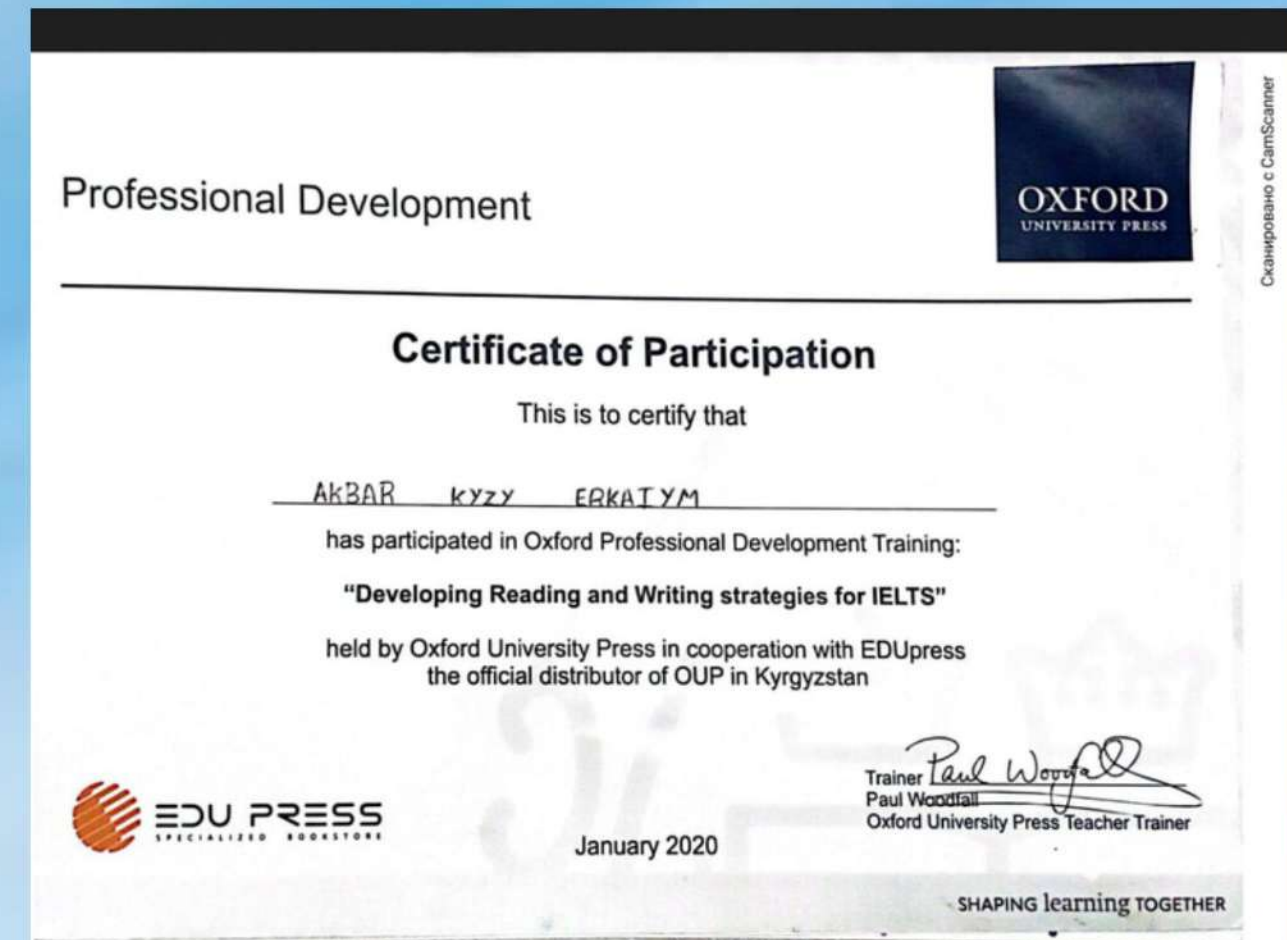 Professional Development
OXFORD
UNIVERSITY PRESS
Сканировано с CamScanner
Certificate of Participation
This is to certify that
AKBAR KYZY ERKAIYM
has participated in Oxford Professional Development Training:
“Developing Reading and Writing strategies for IELTS”
held by Oxford University Press in cooperation with EDUpress
the official distributor of OUP in Kyrgyzstan
EDU PRESS
SPECIALIZED BOOKSTORE
January 2020
Trainer Paul Woodfall
Paul Woodfall
Oxford University Press Teacher Trainer
SHAPING learning TOGETHER